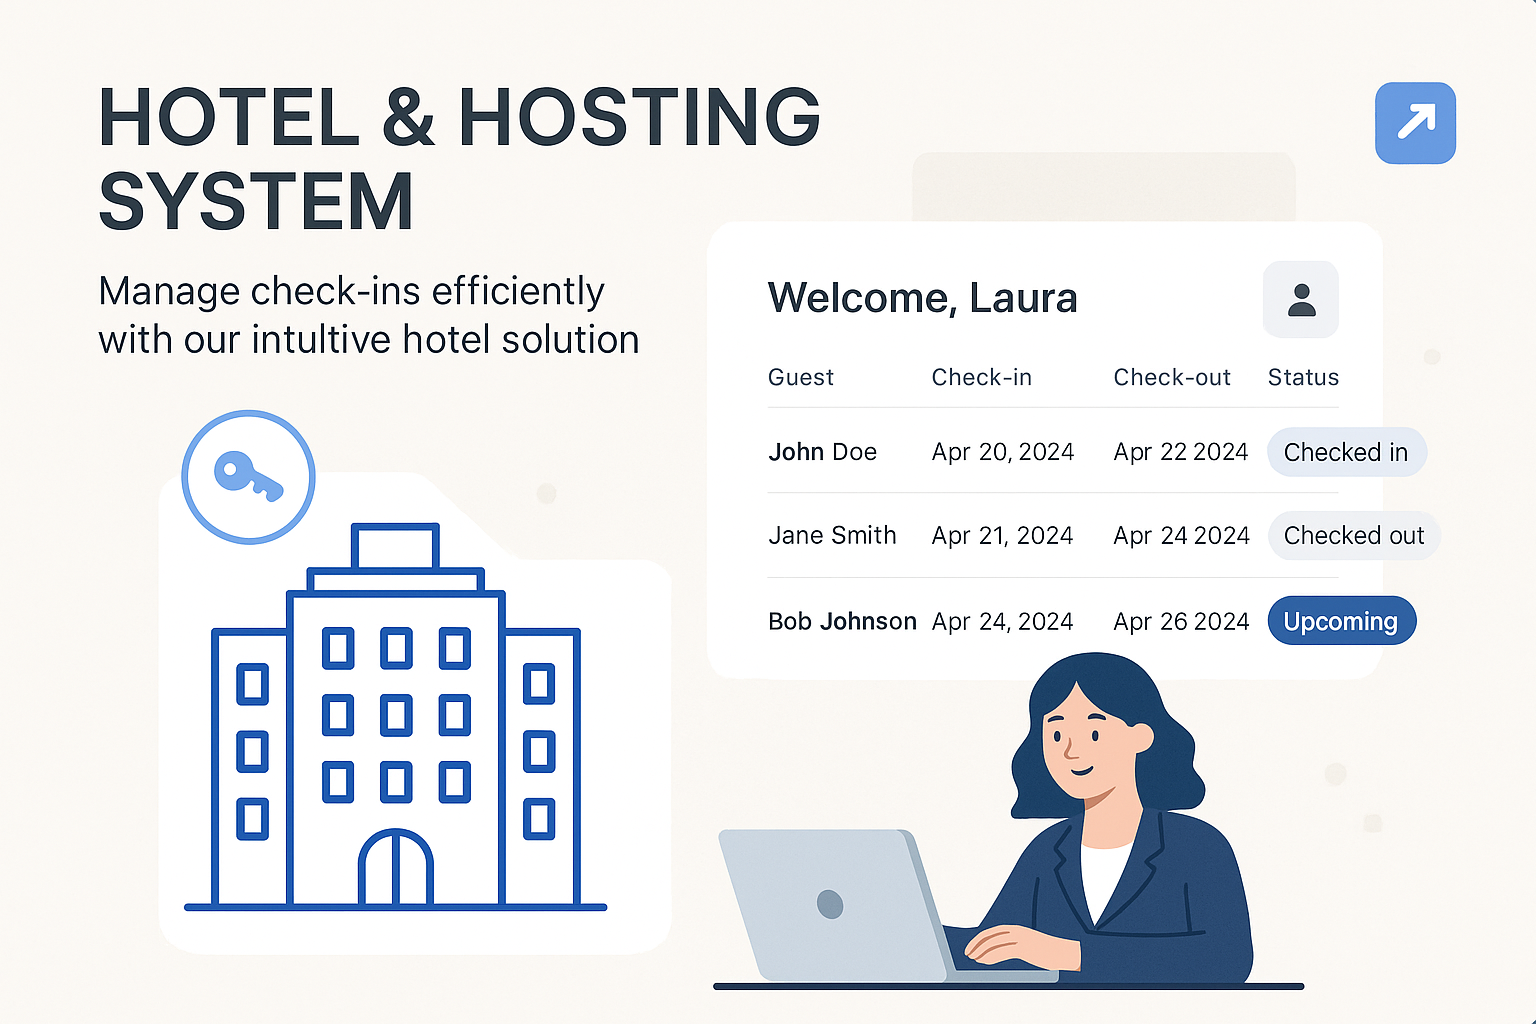 HOTEL & HOSTING
SYSTEM
Manage check-ins efficiently
with our intultive hotel solution
Welcome, Laura
Guest Check-in Check-out Status
John Doe Apr 20, 2024 Apr 22 2024 Checked in
Jane Smith Apr 21, 2024 Apr 24 2024 Checked out
Bob Johnson Apr 24, 2024 Apr 26 2024 Upcoming